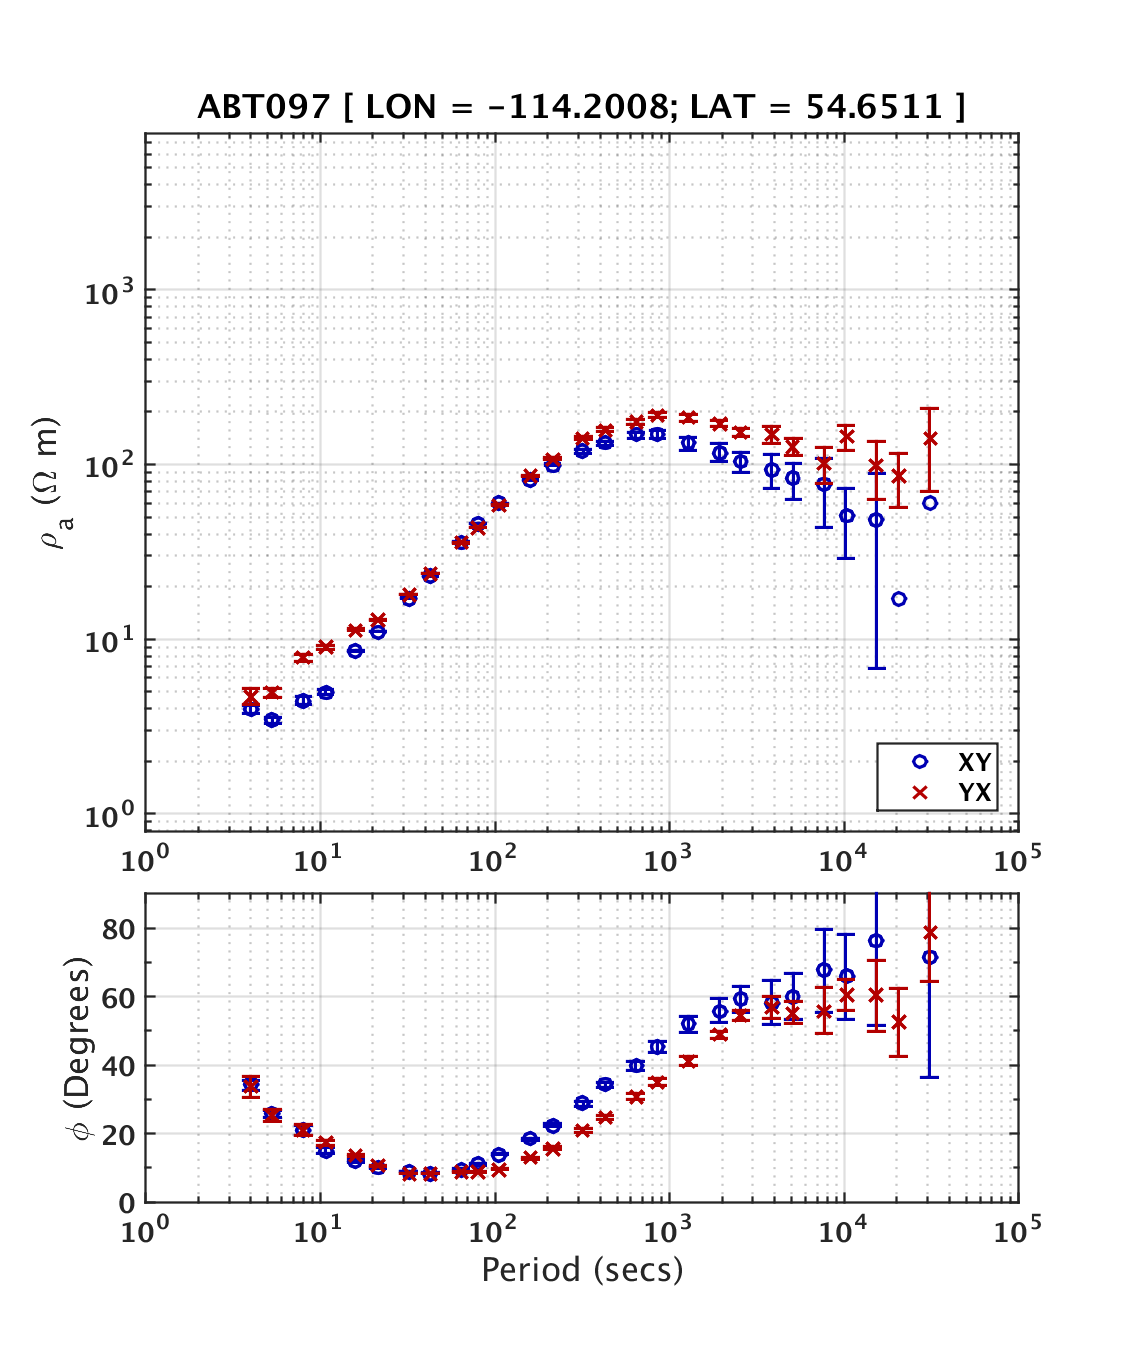 ABT097 [ LON = -114.2008; LAT = 54.6511 ]
10³
10²
10¹
10⁰
ρa (Ω m)
XY
YX
10⁰ 10¹ 10² 10³ 10⁴ 10⁵
80
60
40
20
0
ϕ (Degrees)
10⁰ 10¹ 10² 10³ 10⁴ 10⁵
Period (secs)